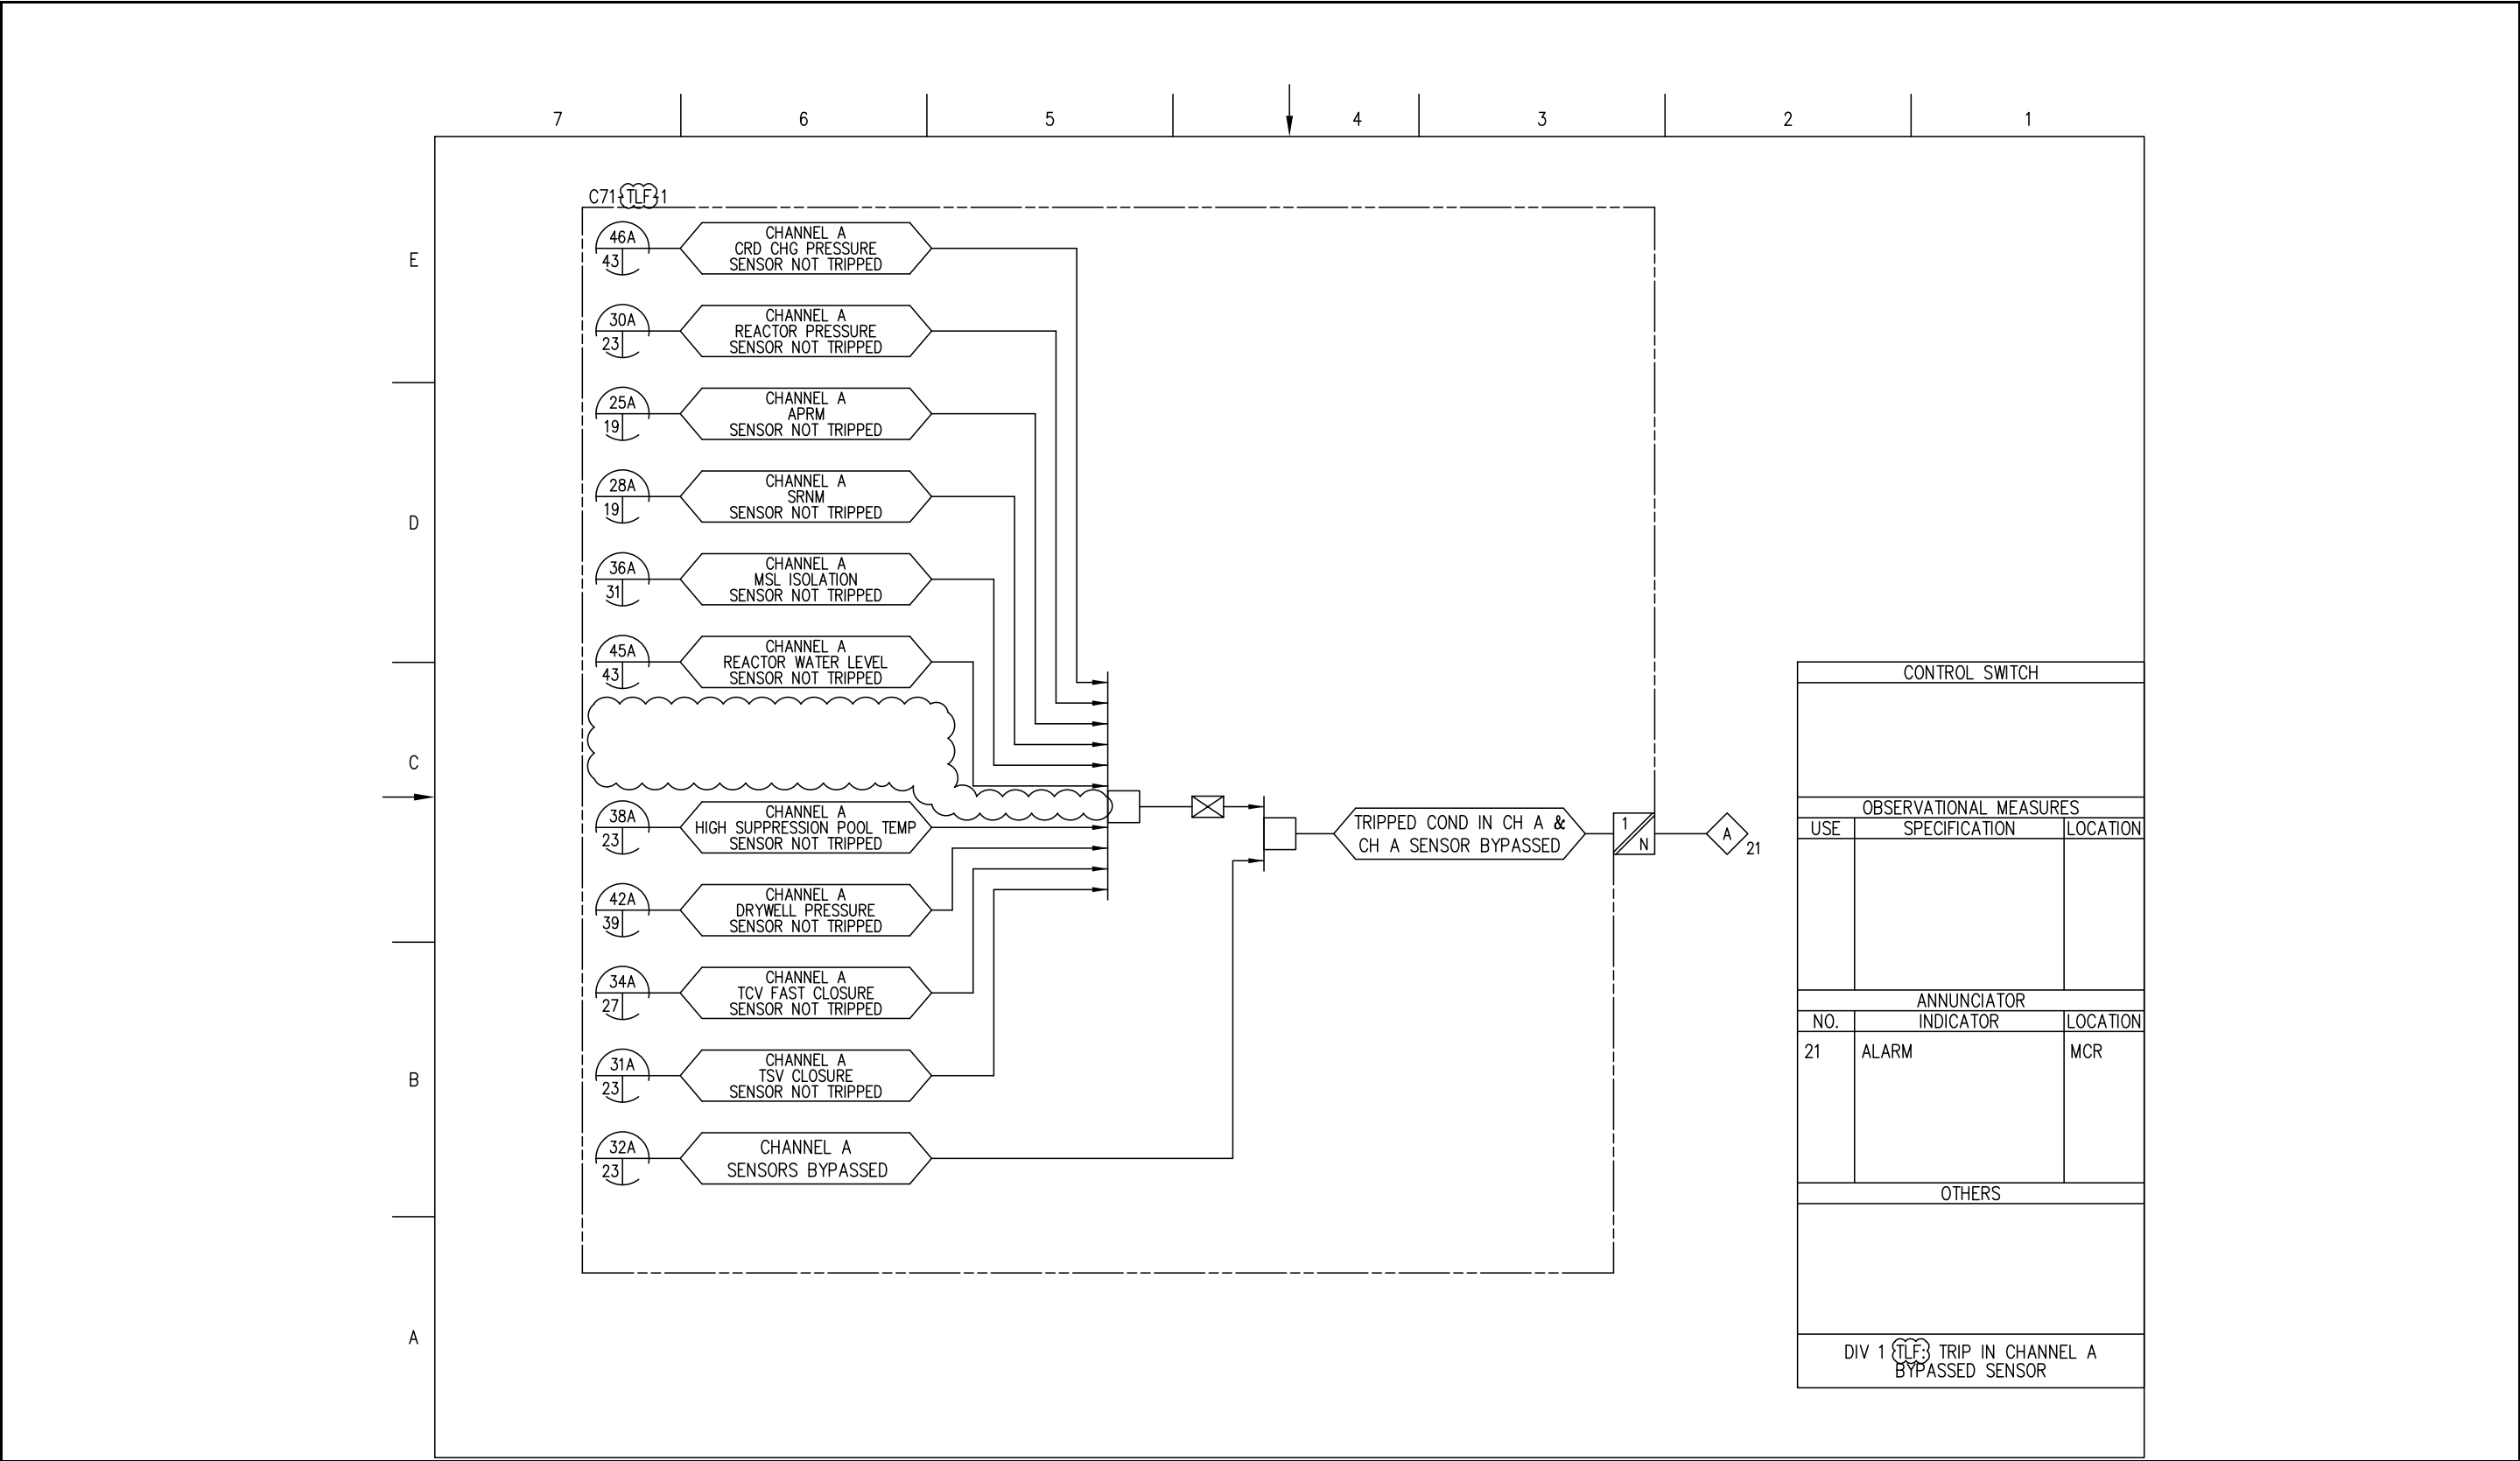 7 6 5 4 3 2 1
C71-TLF-1
E
46A
43
CHANNEL A
CRD CHG PRESSURE
SENSOR NOT TRIPPED
30A
23
CHANNEL A
REACTOR PRESSURE
SENSOR NOT TRIPPED
25A
19
CHANNEL A
APRM
SENSOR NOT TRIPPED
D
28A
19
CHANNEL A
SRNM
SENSOR NOT TRIPPED
36A
31
CHANNEL A
MSL ISOLATION
SENSOR NOT TRIPPED
45A
43
CHANNEL A
REACTOR WATER LEVEL
SENSOR NOT TRIPPED
C
38A
23
CHANNEL A
HIGH SUPPRESSION POOL TEMP
SENSOR NOT TRIPPED
42A
39
CHANNEL A
DRYWELL PRESSURE
SENSOR NOT TRIPPED
34A
27
CHANNEL A
TCV FAST CLOSURE
SENSOR NOT TRIPPED
B
31A
23
CHANNEL A
TSV CLOSURE
SENSOR NOT TRIPPED
32A
23
CHANNEL A
SENSORS BYPASSED
A
TRIPPED COND IN CH A &
CH A SENSOR BYPASSED
1
N
A
21
CONTROL SWITCH
OBSERVATIONAL MEASURES
USE SPECIFICATION LOCATION
ANNUNCIATOR
NO. INDICATOR LOCATION
21 ALARM MCR
OTHERS
DIV 1 TLF: TRIP IN CHANNEL A
BYPASSED SENSOR